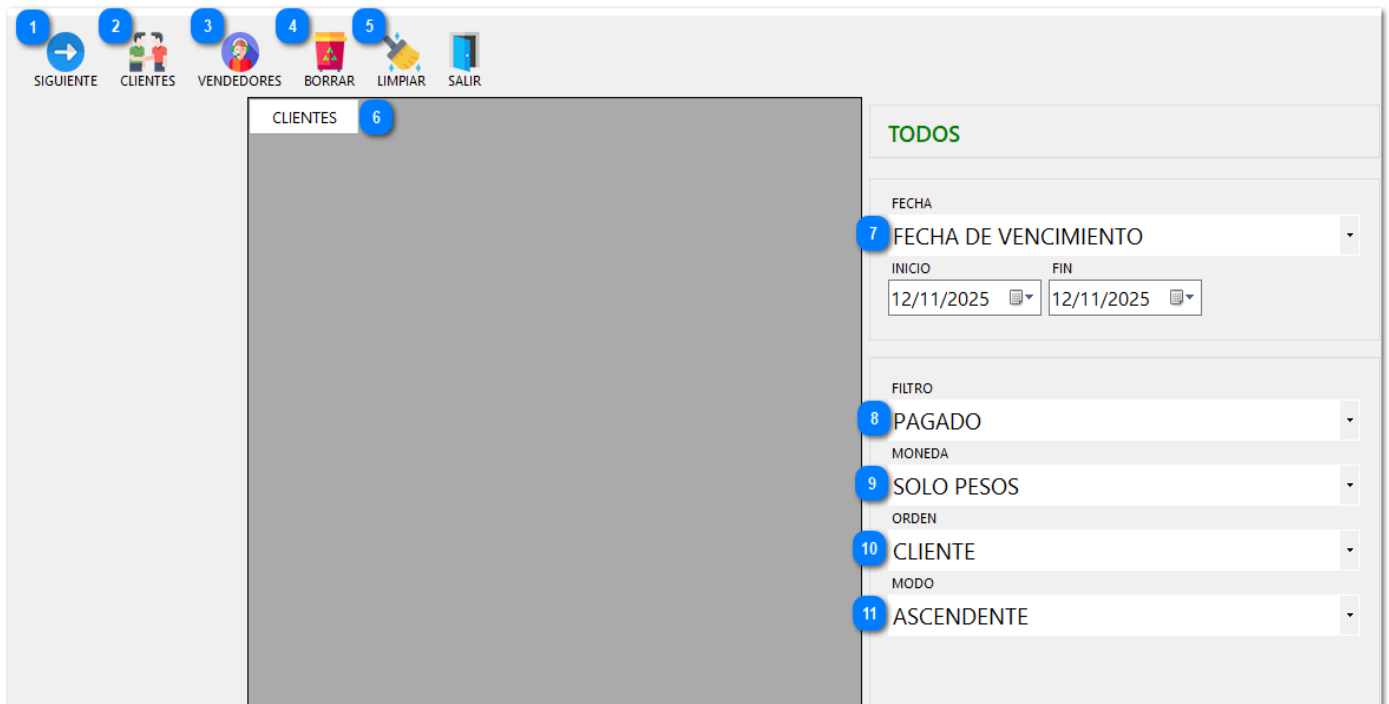 1 2 3 4 5
SIGUIENTE CLIENTES VENDEDORES BORRAR LIMPIAR SALIR
CLIENTES 6
TODOS
FECHA
7 FECHA DE VENCIMIENTO
INICIO FIN
12/11/2025 12/11/2025
FILTRO
8 PAGADO
MONEDA
9 SOLO PESOS
ORDEN
10 CLIENTE
MODO
11 ASCENDENTE